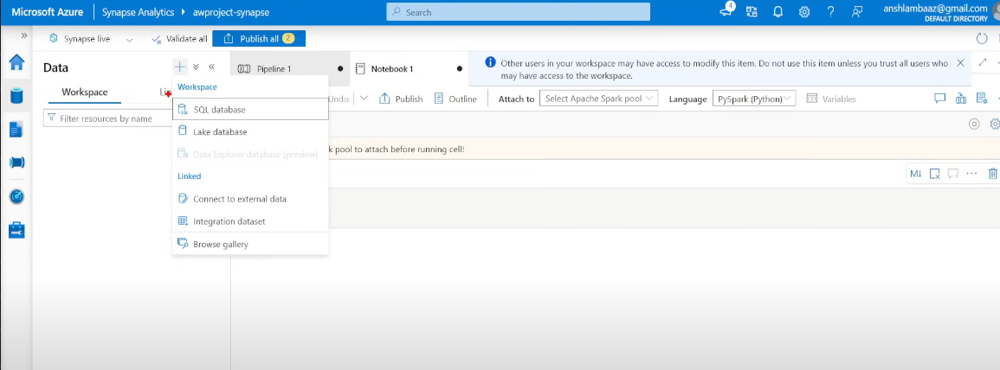 Microsoft Azure Synapse Analytics awproject-synapse Search 4 anshlambaaz@gmail.com
DEFAULT DIRECTORY
Synapse live Validate all Publish all 2
Data
Pipeline 1 Notebook 1
Other users in your workspace may have access to modify this item. Do not use this item unless you trust all users who
may have access to the workspace.
Workspace Li
Undo Publish Outline Attach to Select Apache Spark pool Language PySpark (Python) Variables
Filter resources by name
Workspace
SQL database
Lake database
Data Explorer database (preview)
k pool to attach before running cell!
Linked
M↓
Connect to external data
Integration dataset
Browse gallery